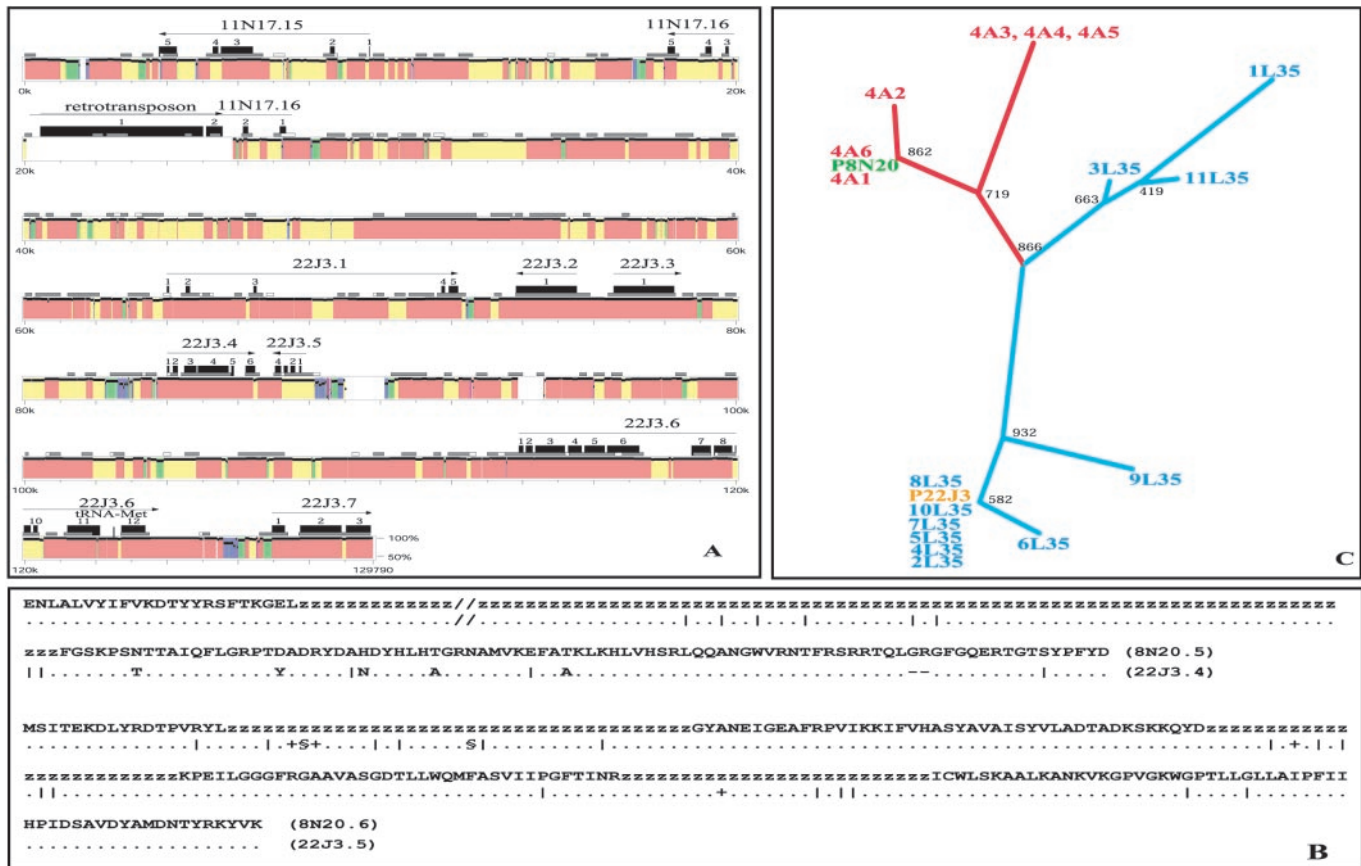 11N17.15
11N17.16
5 4 3 2 1 5 4 3
0k 20k
retrotransposon 11N17.16
1 2 2 1
20k 40k
40k 60k
22J3.1 22J3.2 22J3.3
1 2 3 4 5 1 1
60k 80k
22J3.4 22J3.5
1 2 3 4 5 6 4 3 2 1
80k 100k
22J3.6
1 2 3 4 5 6 7 8
100k 120k
22J3.6 22J3.7
tRNA-Met
10 11 12 1 2 3
100%
50%
120k 129790
A
4A3, 4A4, 4A5
1L35
4A2
862
4A6
P8N20
4A1
719
3L35
11L35
663
419
866
932
8L35
P22J3
10L35
7L35
5L35
4L35
2L35
582
9L35
6L35
C
ENLALVYIFVKDTYYRSFTKGELzzzzzzzzzzzzz//zzzzzzzzzzzzzzzzzzzzzzzzzzzzzzzzzzzzzzzzzzzzzzzzzzzzzzzzzzzzzzzzzzzzzzz
zzzFGSKPSNTTAIQFLGRPTDADRYDAHDYHLHTGRNAMVKEFATKLKHLVHSRLQQANGWVRNTFRSRRTQLGRGFGQERTGTSYPFYD (8N20.5)
T Y H A A -- (22J3.4)
MSITEKDLYRDTPVRYLzzzzzzzzzzzzzzzzzzzzzzzzzzzzzzzzzzzzzzzGYANEIGEAFRPVIKKIFVHASYAVAISYVLADTADKSKKQYDzzzzzzzzzzzz
+§+ § +
zzzzzzzzzzzzzKPEILGGGFRGAAVASGDTLLWQMFASVIIPGFTINRzzzzzzzzzzzzzzzzzzzzzzzzzzICWLSKAALKANKVKGPVGKWGPTLLGLLAIPFII
+
HPIDSAVDYAMDNTYRKYVK (8N20.6)
(22J3.5)
B